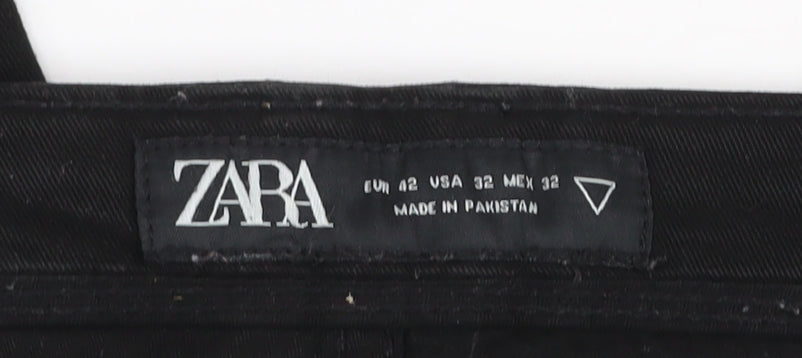 ZARA
EUR 42 USA 32 MEX 32
MADE IN PAKISTAN